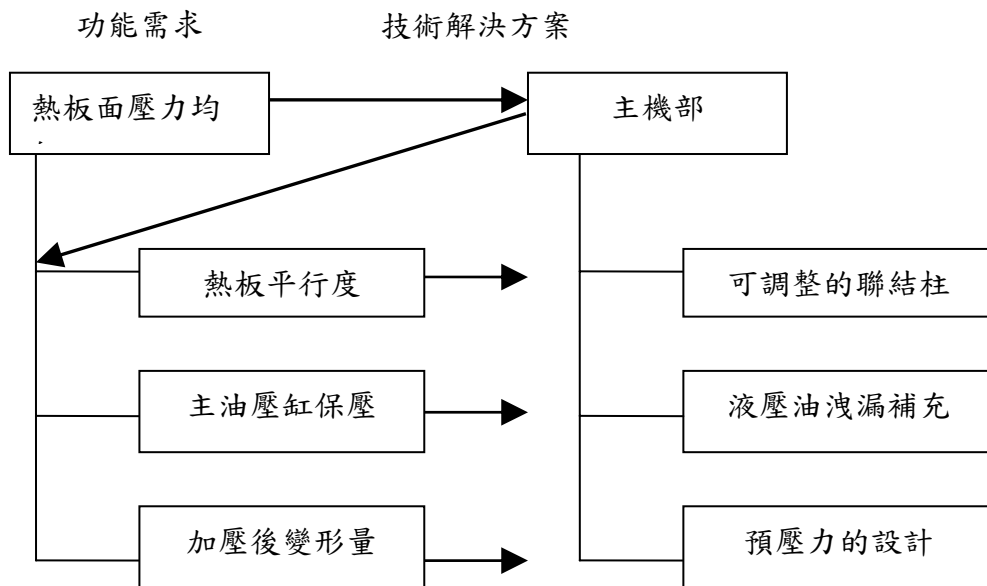 功能需求 技術解決方案
熱板面壓力均
主機部
熱板平行度
可調整的聯結柱
主油壓缸保壓
液壓油洩漏補充
加壓後變形量
預壓力的設計